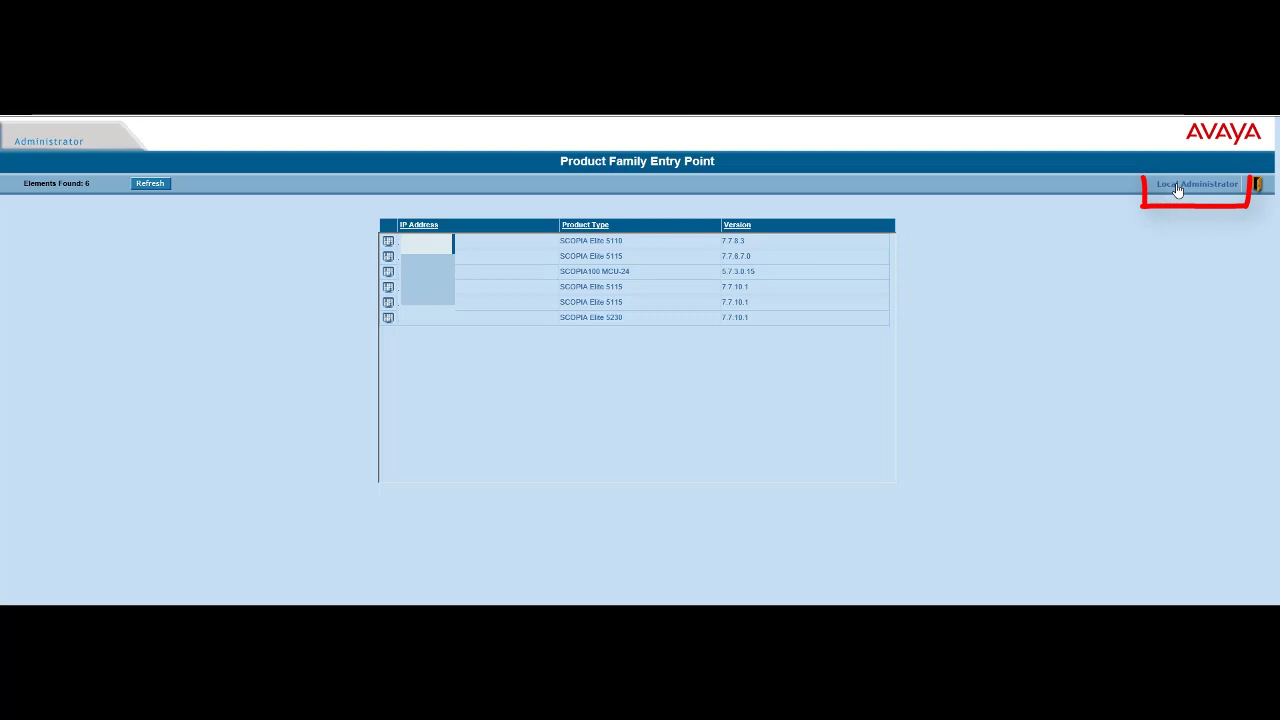 AVAYA
Administrator
Product Family Entry Point
Elements Found: 6 Refresh Local Administrator
IP Address Product Type Version
SCOPIA Elite 5110 7.7.8.3
SCOPIA Elite 5115 7.7.6.7.0
SCOPIA100 MCU-24 5.7.3.0.15
SCOPIA Elite 5115 7.7.10.1
SCOPIA Elite 5115 7.7.10.1
SCOPIA Elite 5230 7.7.10.1